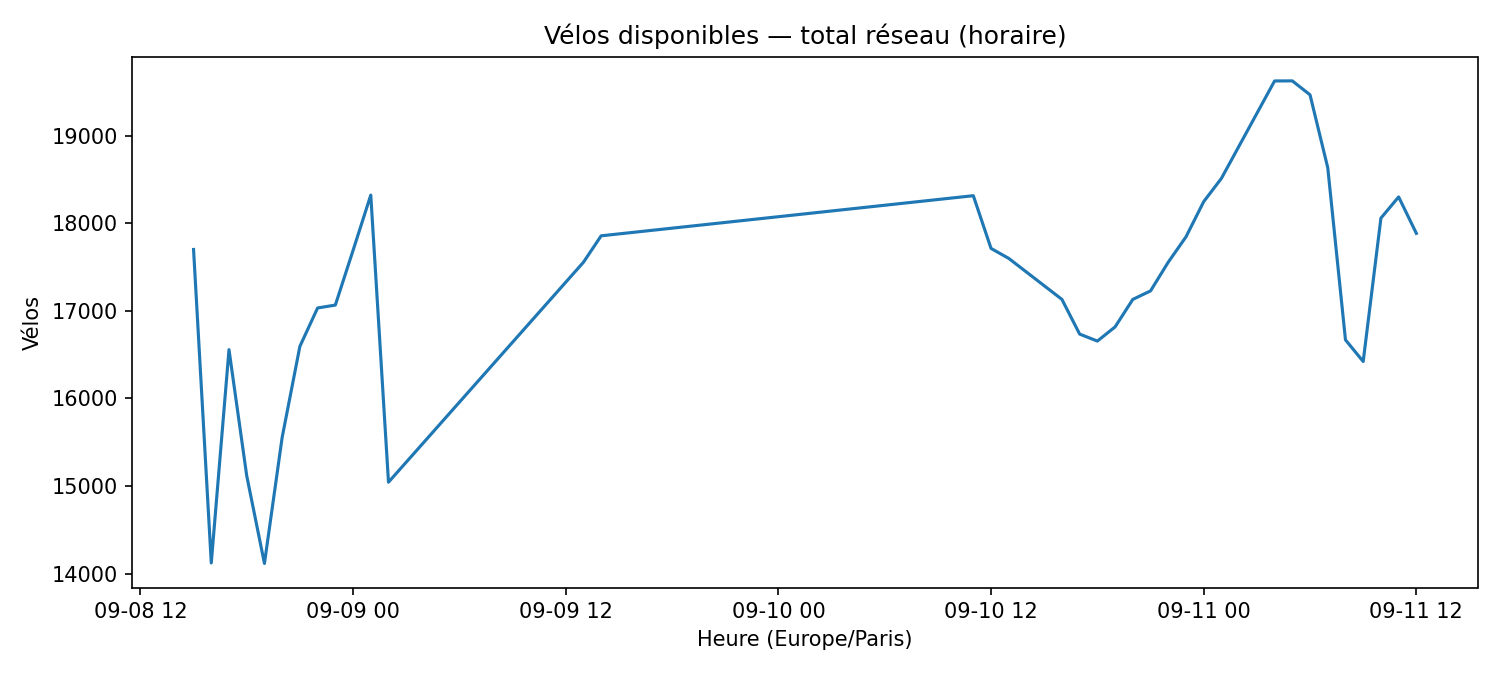 Vélos disponibles — total réseau (horaire)
Vélos
19000
18000
17000
16000
15000
14000
09-08 12 09-09 00 09-09 12 09-10 00 09-10 12 09-11 00 09-11 12
Heure (Europe/Paris)